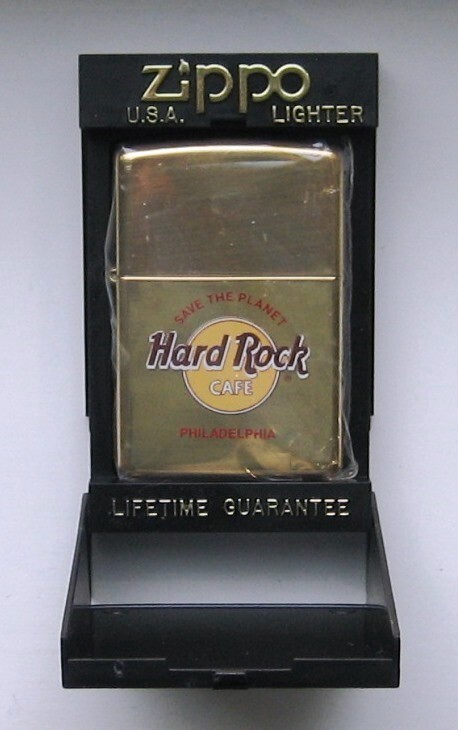 zippo
U.S.A. LIGHTER
SAVE THE PLANET
Hard Rock
CAFE
®
PHILADELPHIA
LIFETIME GUARANTEE